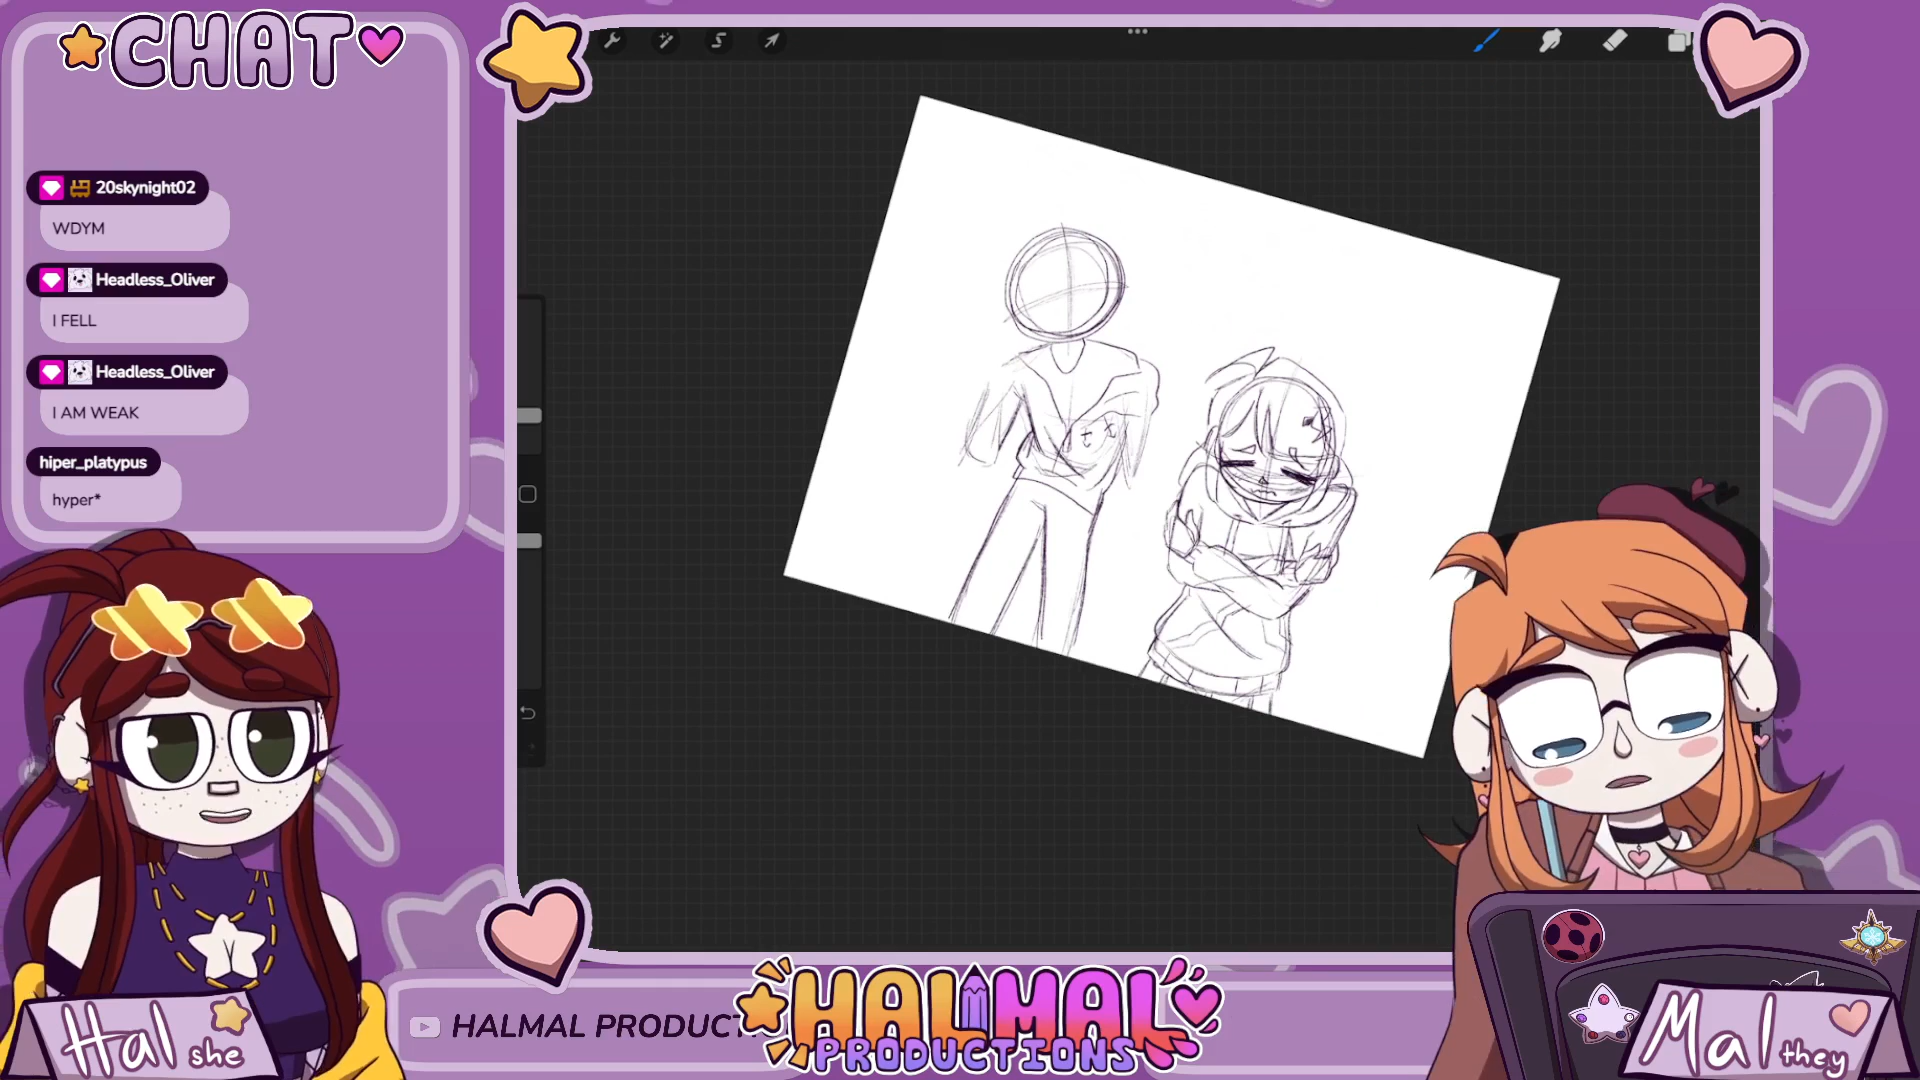 CHAT
20skynight02
WDYM
Headless_Oliver
I FELL
Headless_Oliver
I AM WEAK
hiper_platypus
hyper*
Hal she
HALMAL PRODUCT
HALMAL
PRODUCTIONS
Mal they